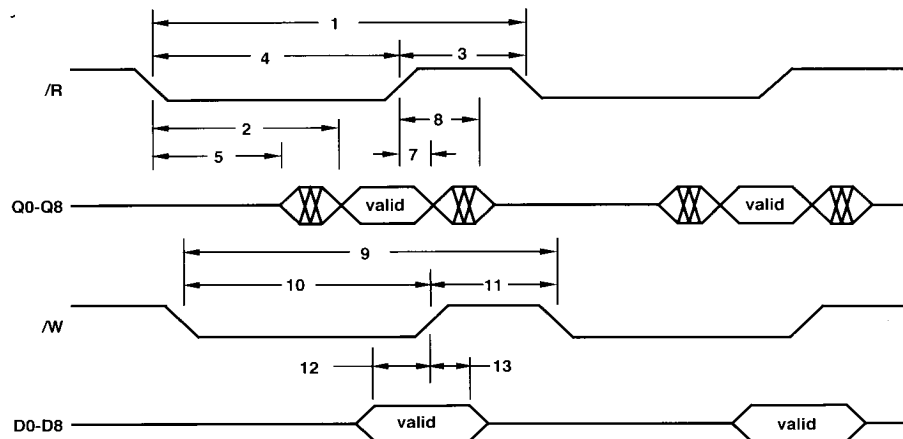 1
4 3
/R
2 8
5 7
Q0-Q8 valid valid
9
10 11
/W
12 13
D0-D8 valid valid